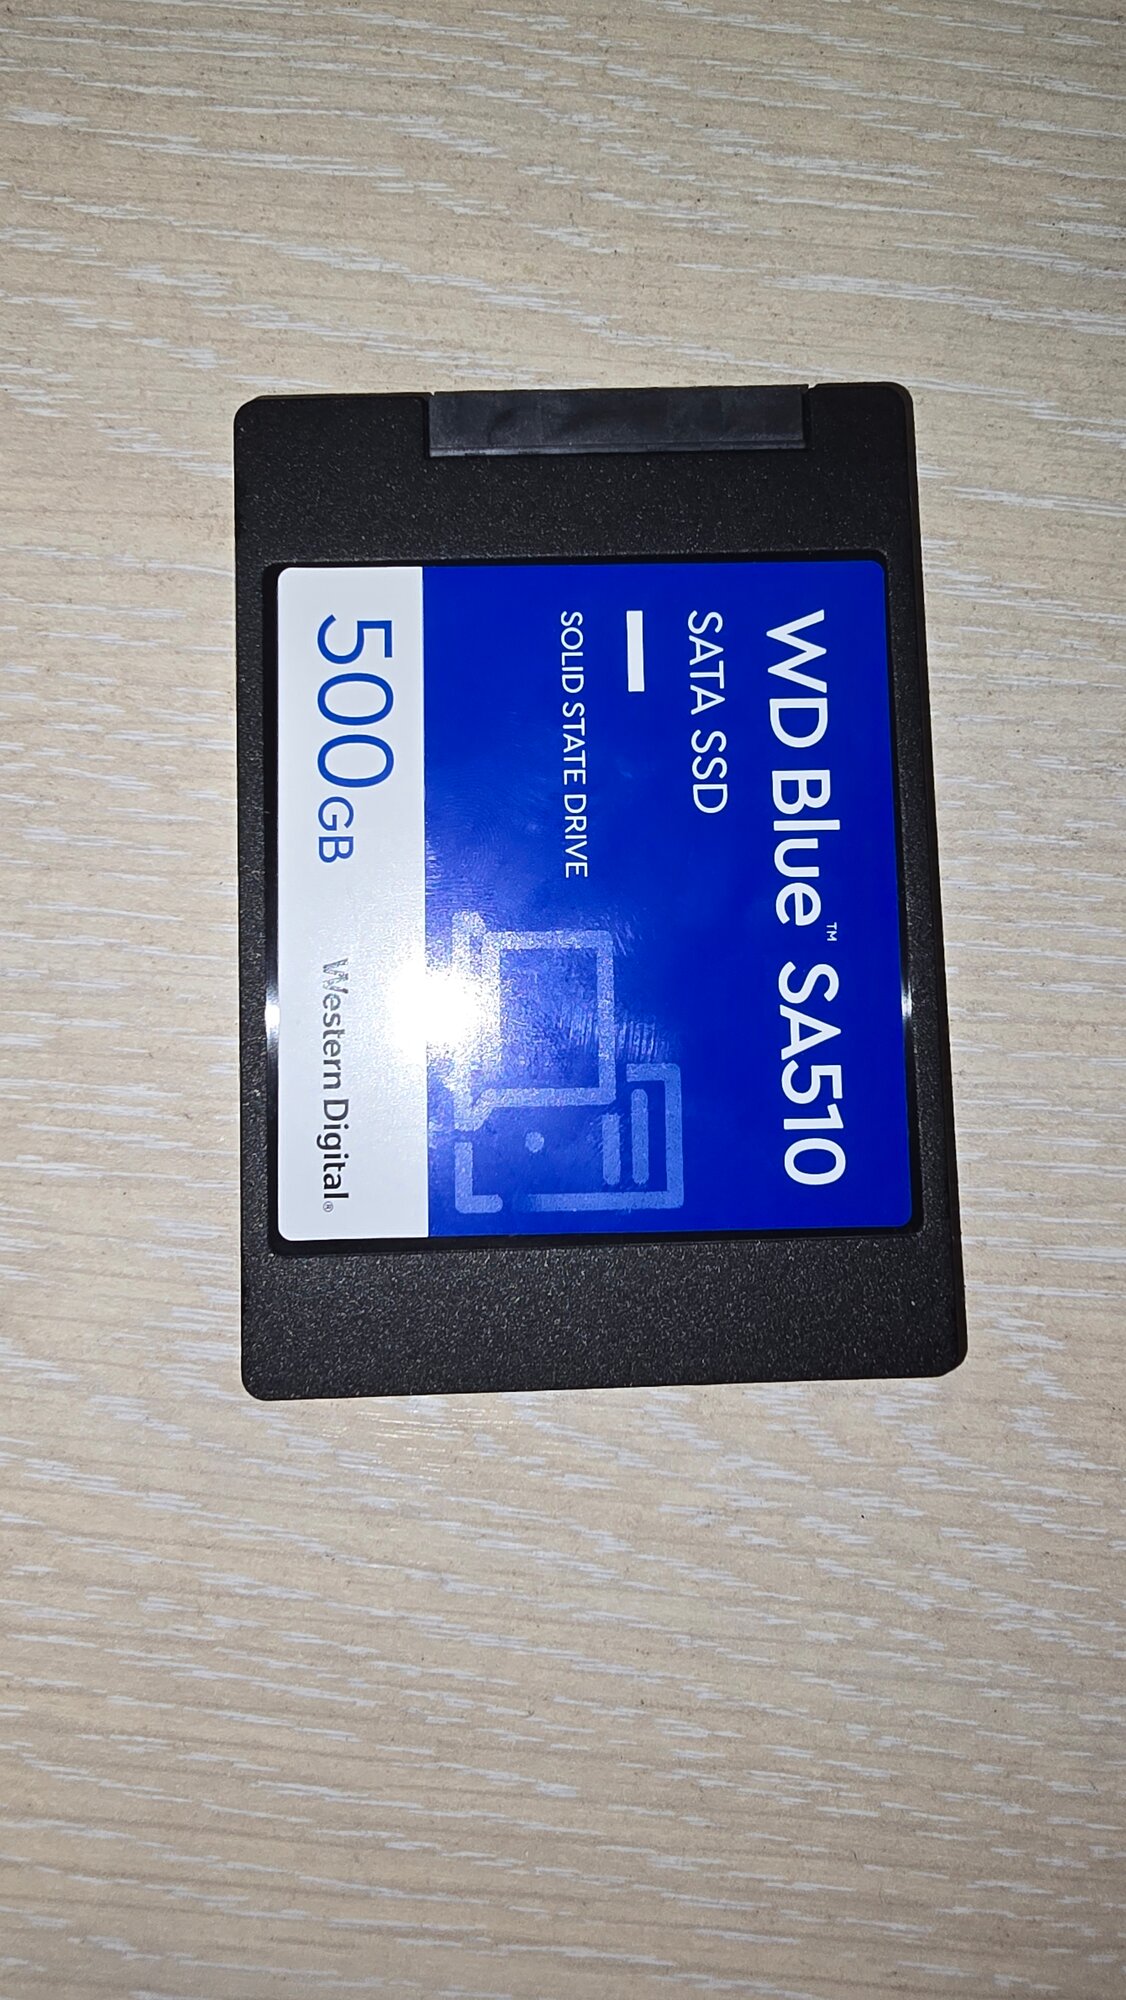 WD Blue™ SA510
SATA SSD
SOLID STATE DRIVE
500GB
Western Digital®